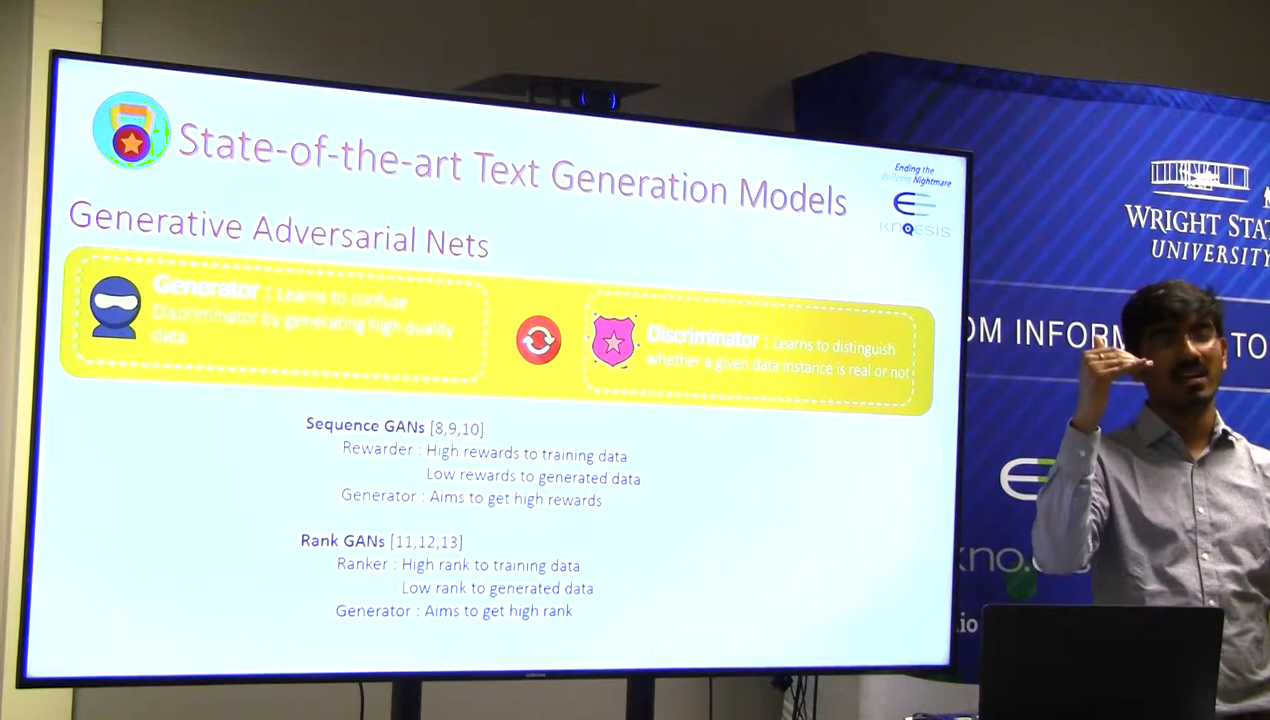 State-of-the-art Text Generation Models
Ending the
Bullying Nightmare
KNOESIS
Generative Adversarial Nets
Generator : Learns to confuse
Discriminator by generating high quality
data
Discriminator : Learns to distinguish
whether a given data instance is real or not
Sequence GANs [8,9,10]
Rewarder : High rewards to training data
Low rewards to generated data
Generator : Aims to get high rewards
Rank GANs [11,12,13]
Ranker : High rank to training data
Low rank to generated data
Generator : Aims to get high rank
WRIGHT STA
UNIVERSITY
OM INFOR
TO
kno.